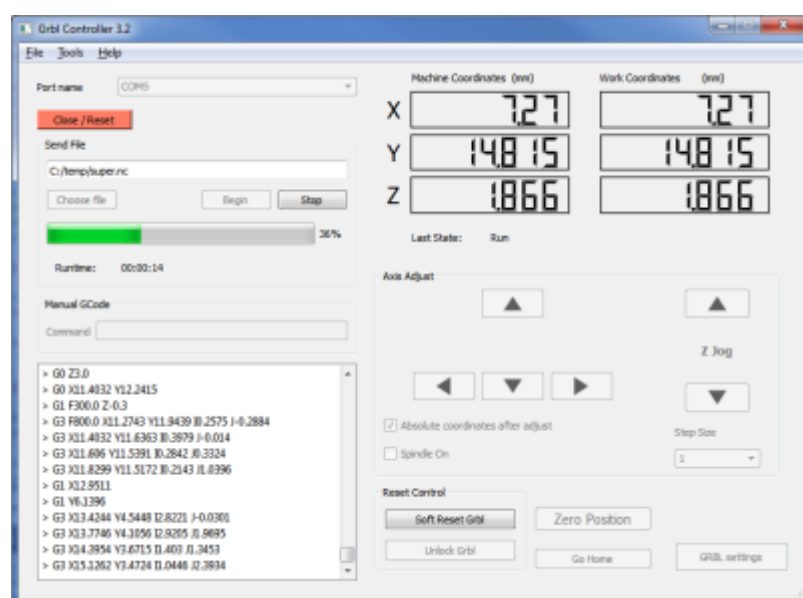 Grbl Controller 3.2
File Tools Help
Port name COM5
Close / Reset
Send File
C:/temp/super.nc
Choose file Begin Stop
36%
Runtime: 00:00:14
Manual GCode
Command
> G0 Z3.0
> G0 X11.4032 Y12.2415
> G1 F300.0 Z-0.3
> G3 F800.0 X11.2743 Y11.9439 I0.2575 J-0.2884
> G3 X11.4032 Y11.6363 I0.3979 J-0.014
> G3 X11.606 Y11.5391 I0.2842 J0.3324
> G3 X11.8299 Y11.5172 I0.2143 J1.0396
> G1 X12.9511
> G1 Y6.1396
> G3 X13.4244 Y4.5448 I2.8221 J-0.0301
> G3 X13.7746 Y4.1056 I2.9205 J1.9695
> G3 X14.3954 Y3.6715 I1.403 J1.3453
> G3 X15.1262 Y3.4724 I1.0446 J2.3934
Machine Coordinates (mm) Work Coordinates (mm)
X 7.27 7.27
Y 14.815 14.815
Z 1.866 1.866
Last State: Run
Axis Adjust
Z Jog
Absolute coordinates after adjust
Step Size
Spindle On
1
Reset Control
Soft Reset Grbl Zero Position
Unlock Grbl Go Home GRBL settings